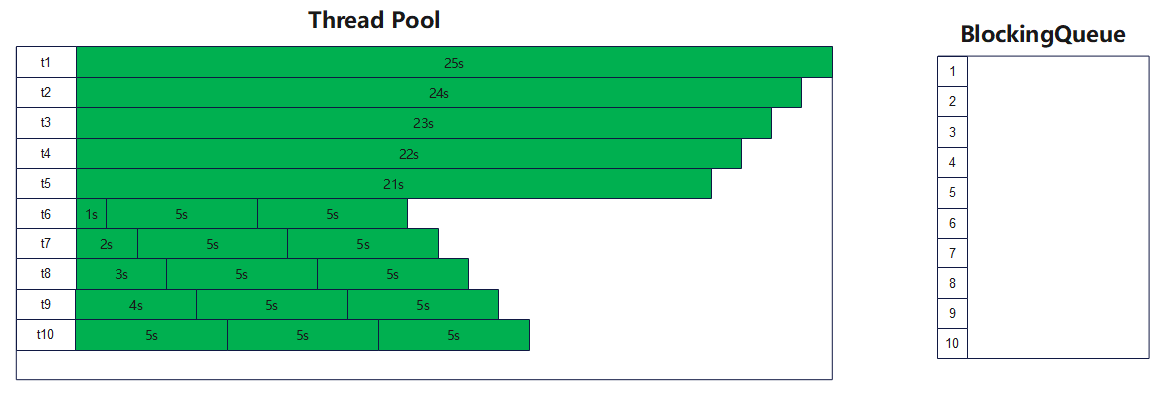 Thread Pool
t1 25s
t2 24s
t3 23s
t4 22s
t5 21s
t6 1s 5s 5s
t7 2s 5s 5s
t8 3s 5s 5s
t9 4s 5s 5s
t10 5s 5s 5s
BlockingQueue
1
2
3
4
5
6
7
8
9
10